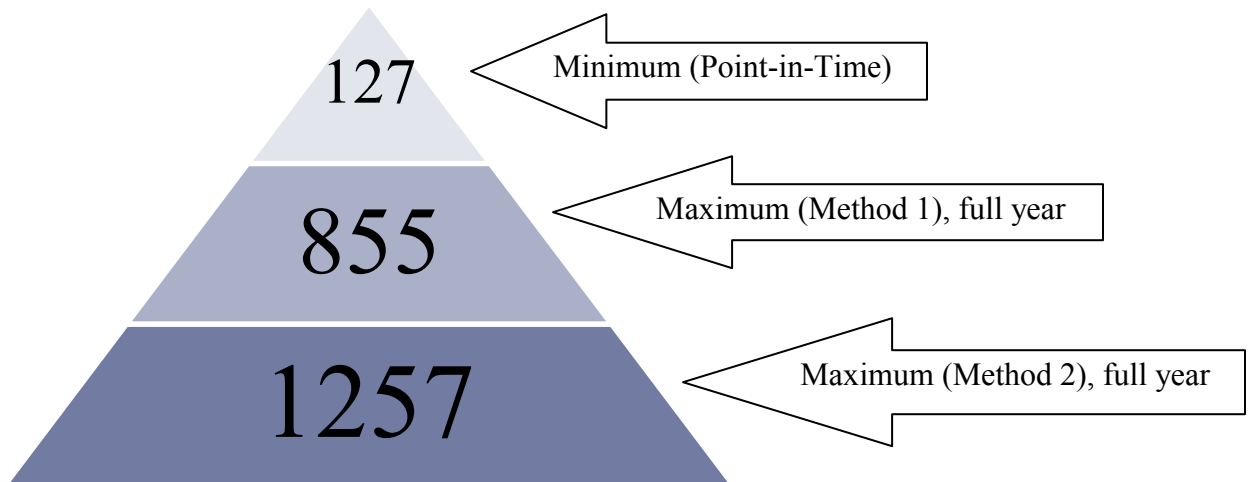 127
Minimum (Point-in-Time)
855
Maximum (Method 1), full year
1257
Maximum (Method 2), full year